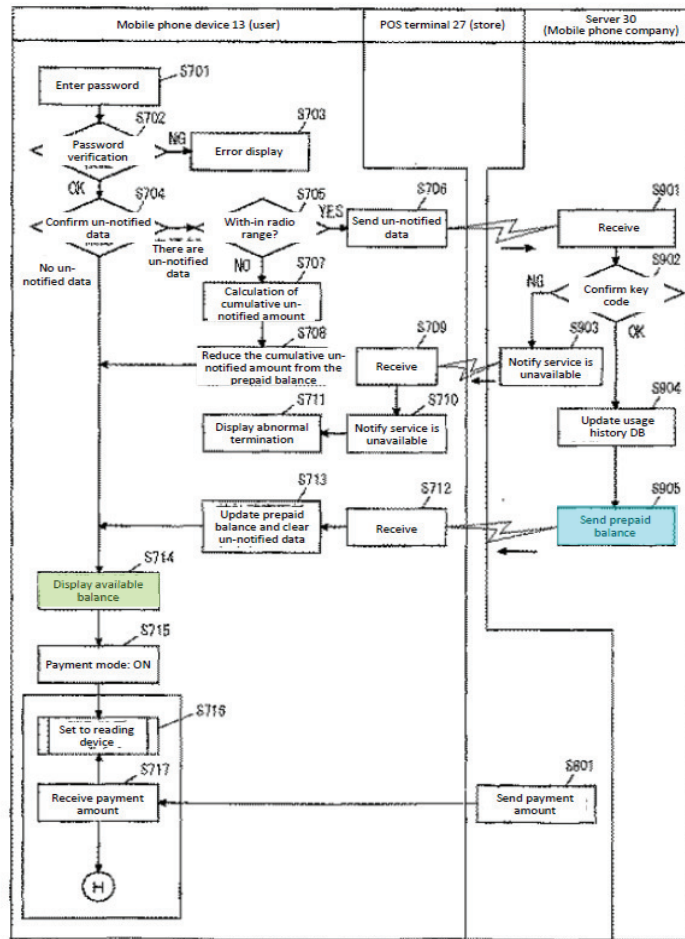 Mobile phone device 13 (user)
POS terminal 27 (store)
Server 30
(Mobile phone company)
S701
Enter password
S702
Password
verification
NG
S703
Error display
OK
S704
Confirm un-notified
data
There are
un-notified
data
No un-
notified data
S705
With-in radio
range?
YES
S706
Send un-notified
data
S901
Receive
NO
S707
Calculation of
cumulative un-
notified amount
S902
Confirm key
code
NG
OK
S708
Reduce the cumulative un-
notified amount from the
prepaid balance
S709
Receive
S903
Notify service is
unavailable
S711
Display abnormal
termination
S710
Notify service is
unavailable
S904
Update usage
history DB
S713
Update prepaid
balance and clear
un-notified data
S712
Receive
S905
Send prepaid
balance
S714
Display available
balance
S715
Payment mode: ON
S716
Set to reading
device
S717
Receive payment
amount
S801
Send payment
amount
H